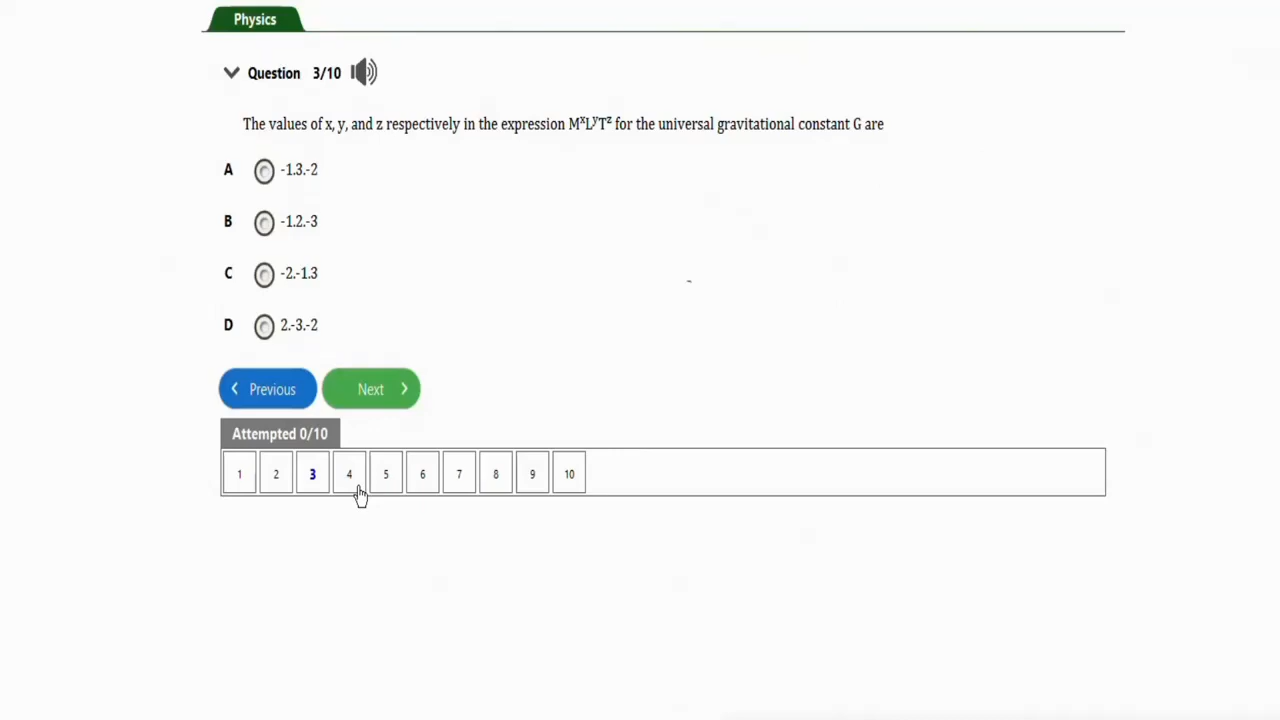 Physics
Question 3/10
The values of x, y, and z respectively in the expression MˣLʸTᶻ for the universal gravitational constant G are
A -1.3.-2
B -1.2.-3
C -2.-1.3
D 2.-3.-2
Previous Next
Attempted 0/10
1 2 3 4 5 6 7 8 9 10